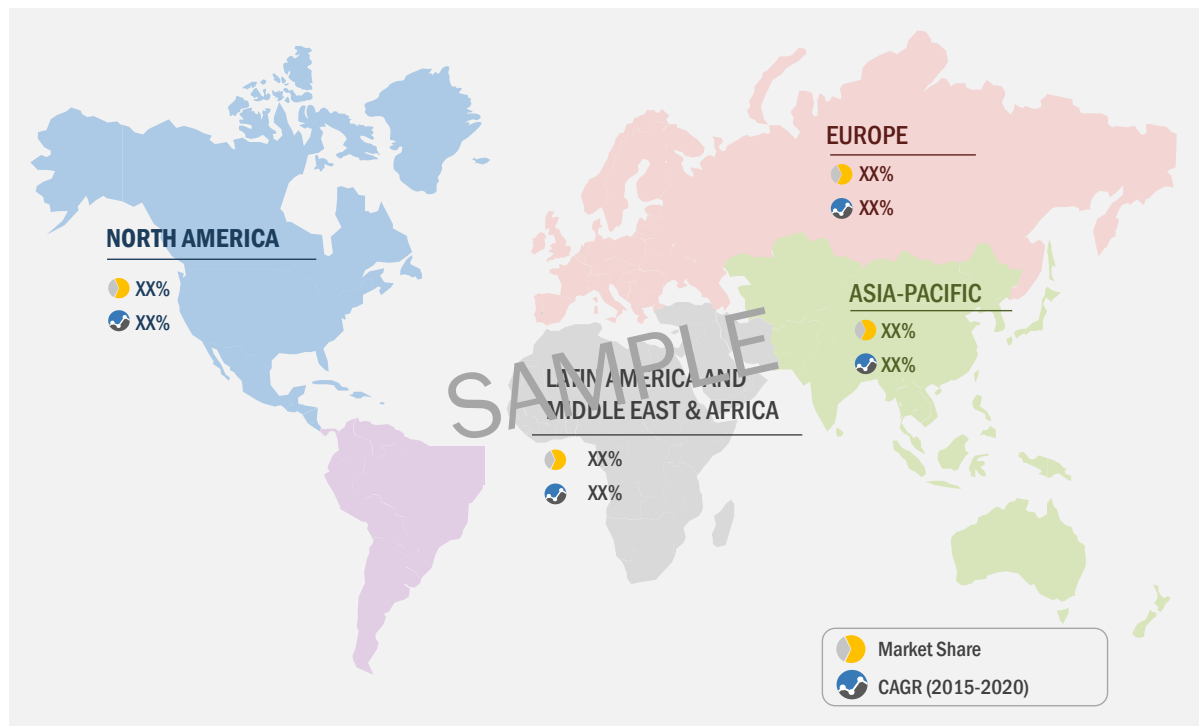 EUROPE
XX%
XX%
NORTH AMERICA
XX%
XX%
ASIA-PACIFIC
XX%
XX%
SAMPLE
LATIN AMERICA AND
MIDDLE EAST & AFRICA
XX%
XX%
Market Share
CAGR (2015-2020)